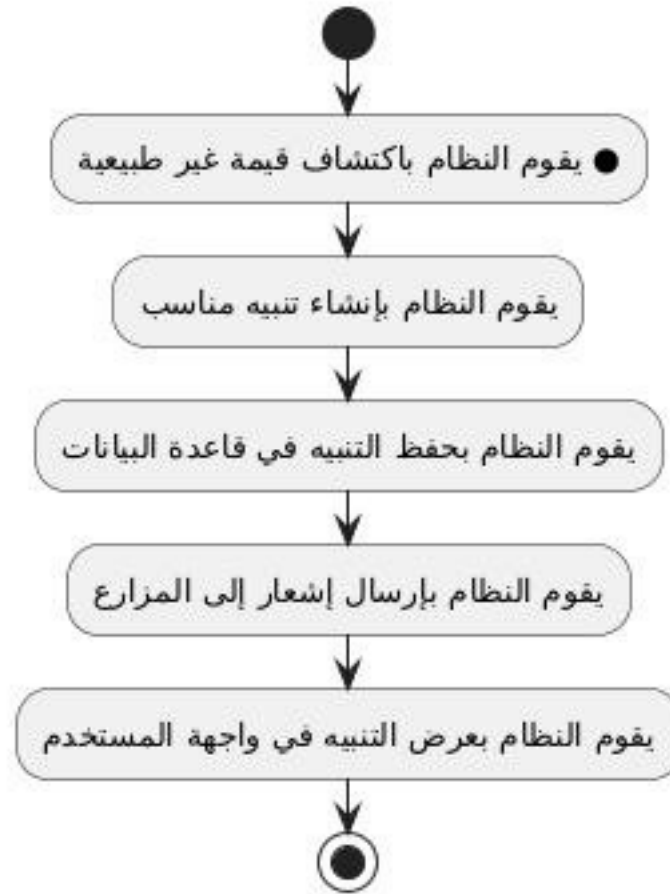 ● يقوم النظام باكتشاف قيمة غير طبيعية
يقوم النظام بإنشاء تنبيه مناسب
يقوم النظام بحفظ التنبيه في قاعدة البيانات
يقوم النظام بإرسال إشعار إلى المزارع
يقوم النظام بعرض التنبيه في واجهة المستخدم